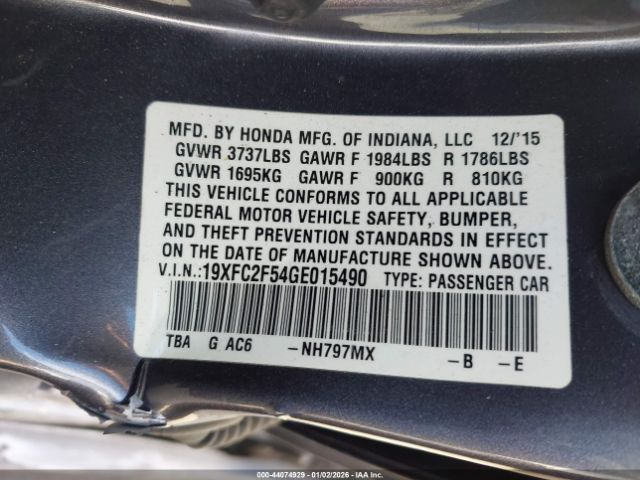 MFD. BY HONDA MFG. OF INDIANA, LLC 12/'15
GVWR 3737LBS GAWR F 1984LBS R 1786LBS
GVWR 1695KG GAWR F 900KG R 810KG
THIS VEHICLE CONFORMS TO ALL APPLICABLE
FEDERAL MOTOR VEHICLE SAFETY, BUMPER,
AND THEFT PREVENTION STANDARDS IN EFFECT
ON THE DATE OF MANUFACTURE SHOWN ABOVE.
V.I.N.:19XFC2F54GE015490 TYPE: PASSENGER CAR
TBA G AC6 -NH797MX -B -E
000-44074929 - 01/02/2026 - IAA, Inc.